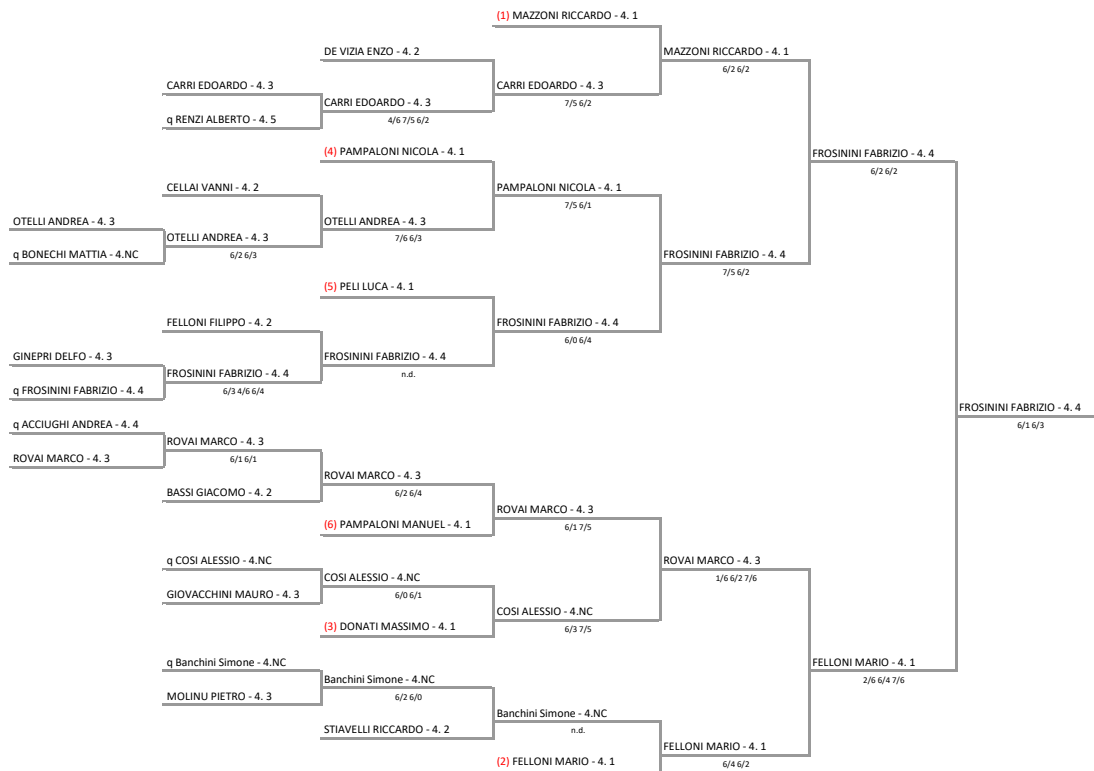 (1) MAZZONI RICCARDO - 4. 1
DE VIZIA ENZO - 4. 2
MAZZONI RICCARDO - 4. 1
6/2 6/2
CARRI EDOARDO - 4. 3
CARRI EDOARDO - 4. 3
7/5 6/2
CARRI EDOARDO - 4. 3
4/6 7/5 6/2
q RENZI ALBERTO - 4. 5
(4) PAMPALONI NICOLA - 4. 1
FROSININI FABRIZIO - 4. 4
6/2 6/2
CELLAI VANNI - 4. 2
PAMPALONI NICOLA - 4. 1
7/5 6/1
OTELLI ANDREA - 4. 3
OTELLI ANDREA - 4. 3
7/6 6/3
OTELLI ANDREA - 4. 3
6/2 6/3
q BONECHI MATTIA - 4.NC
FROSININI FABRIZIO - 4. 4
7/5 6/2
(5) PELI LUCA - 4. 1
FELLONI FILIPPO - 4. 2
FROSININI FABRIZIO - 4. 4
6/0 6/4
GINEPRI DELFO - 4. 3
FROSININI FABRIZIO - 4. 4
n.d.
FROSININI FABRIZIO - 4. 4
6/3 4/6 6/4
q FROSININI FABRIZIO - 4. 4
FROSININI FABRIZIO - 4. 4
6/1 6/3
q ACCIUGHI ANDREA - 4. 4
ROVAI MARCO - 4. 3
6/1 6/1
ROVAI MARCO - 4. 3
ROVAI MARCO - 4. 3
6/2 6/4
BASSI GIACOMO - 4. 2
ROVAI MARCO - 4. 3
6/1 7/5
(6) PAMPALONI MANUEL - 4. 1
q COSI ALESSIO - 4.NC
ROVAI MARCO - 4. 3
1/6 6/2 7/6
COSI ALESSIO - 4.NC
6/0 6/1
GIOVACCHINI MAURO - 4. 3
COSI ALESSIO - 4.NC
6/3 7/5
(3) DONATI MASSIMO - 4. 1
q Banchini Simone - 4.NC
FELLONI MARIO - 4. 1
2/6 6/4 7/6
Banchini Simone - 4.NC
6/2 6/0
MOLINU PIETRO - 4. 3
Banchini Simone - 4.NC
n.d.
STIAVELLI RICCARDO - 4. 2
FELLONI MARIO - 4. 1
6/4 6/2
(2) FELLONI MARIO - 4. 1